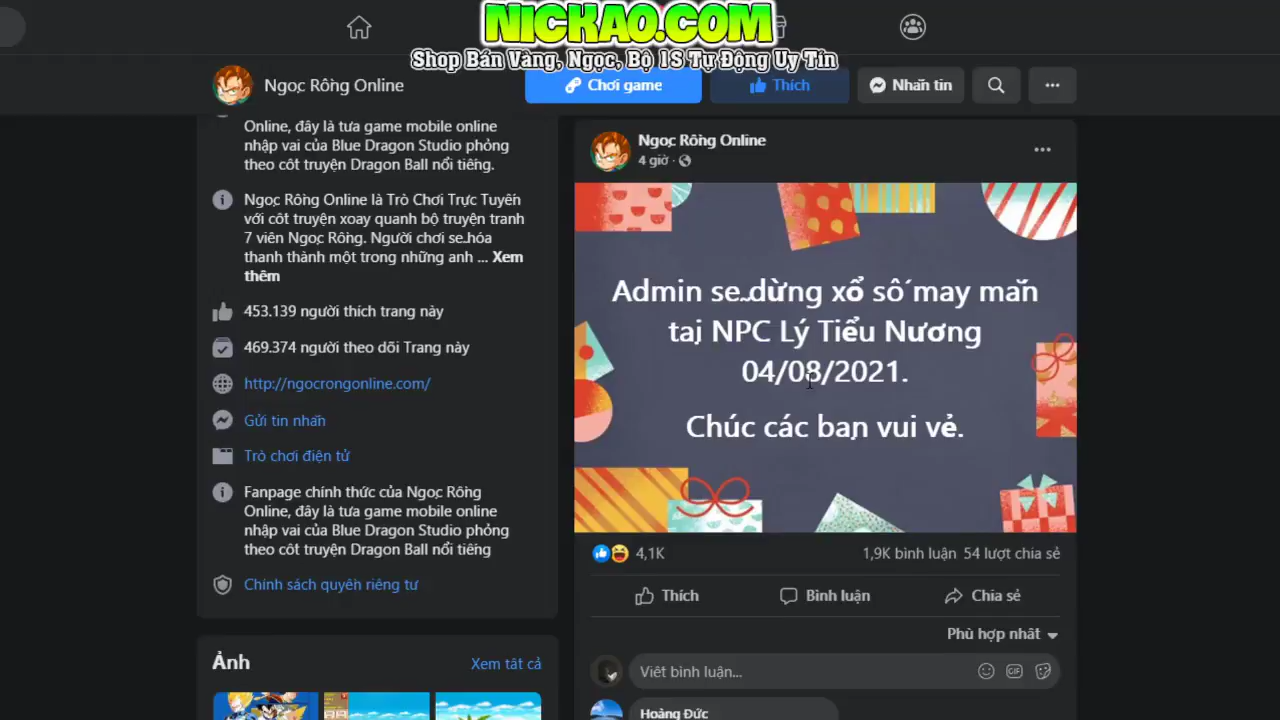 NICKAO.COM
Shop Bán Vàng, Ngọc, Bộ 1S Tự Động Uy Tín
Ngọc Rồng Online
Chơi game
Thích
Nhắn tin
Online, đây là tựa game mobile online
nhập vai của Blue Dragon Studio phỏng
theo cốt truyện Dragon Ball nổi tiếng.
Ngọc Rồng Online là Trò Chơi Trực Tuyến
với cốt truyện xoay quanh bộ truyện tranh
7 viên Ngọc Rồng. Người chơi sẽ hóa
thanh thành một trong những anh ... Xem
thêm
453.139 người thích trang này
469.374 người theo dõi Trang này
http://ngocrongonline.com/
Gửi tin nhắn
Trò chơi điện tử
Fanpage chính thức của Ngọc Rồng
Online, đây là tựa game mobile online
nhập vai của Blue Dragon Studio phỏng
theo cốt truyện Dragon Ball nổi tiếng
Chính sách quyền riêng tư
Ảnh
Xem tất cả
Ngọc Rồng Online
4 giờ ·
Admin sẽ dừng xổ số may mắn
tại NPC Lý Tiểu Nương
04/08/2021.
Chúc các bạn vui vẻ.
4,1K
1,9K bình luận 54 lượt chia sẻ
Thích
Bình luận
Chia sẻ
Phù hợp nhất
Viết bình luận...
GIF
Hoàng Đức